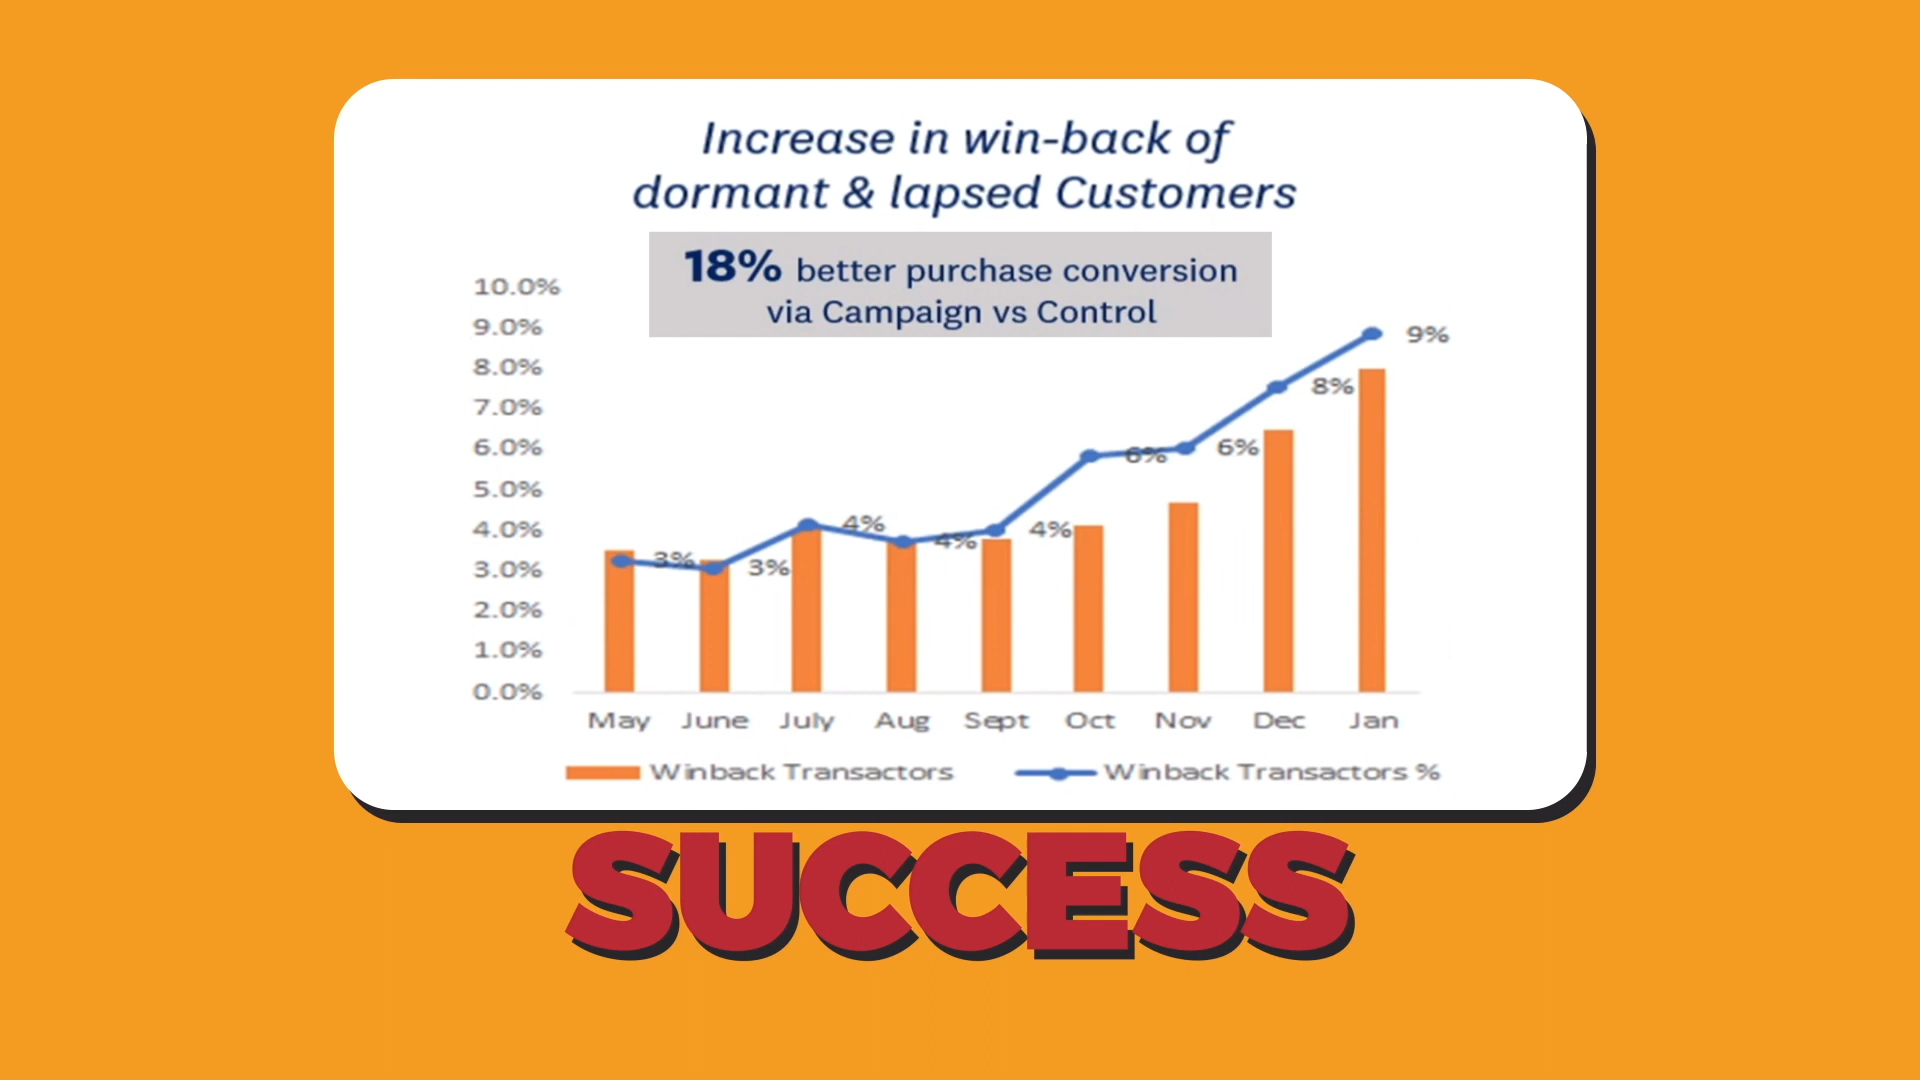 Increase in win-back of
dormant & lapsed Customers
18% better purchase conversion
via Campaign vs Control
10.0%
9.0%
8.0%
7.0%
6.0%
5.0%
4.0%
3.0%
2.0%
1.0%
0.0%
3%
3%
4%
4%
4%
6%
6%
8%
9%
May June July Aug Sept Oct Nov Dec Jan
Winback Transactors Winback Transactors %
SUCCESS